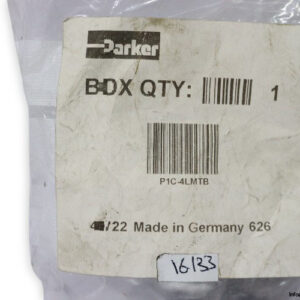 Parker
BOX QTY: 1
P1C-4LMTB
/22 Made in Germany 626
16133